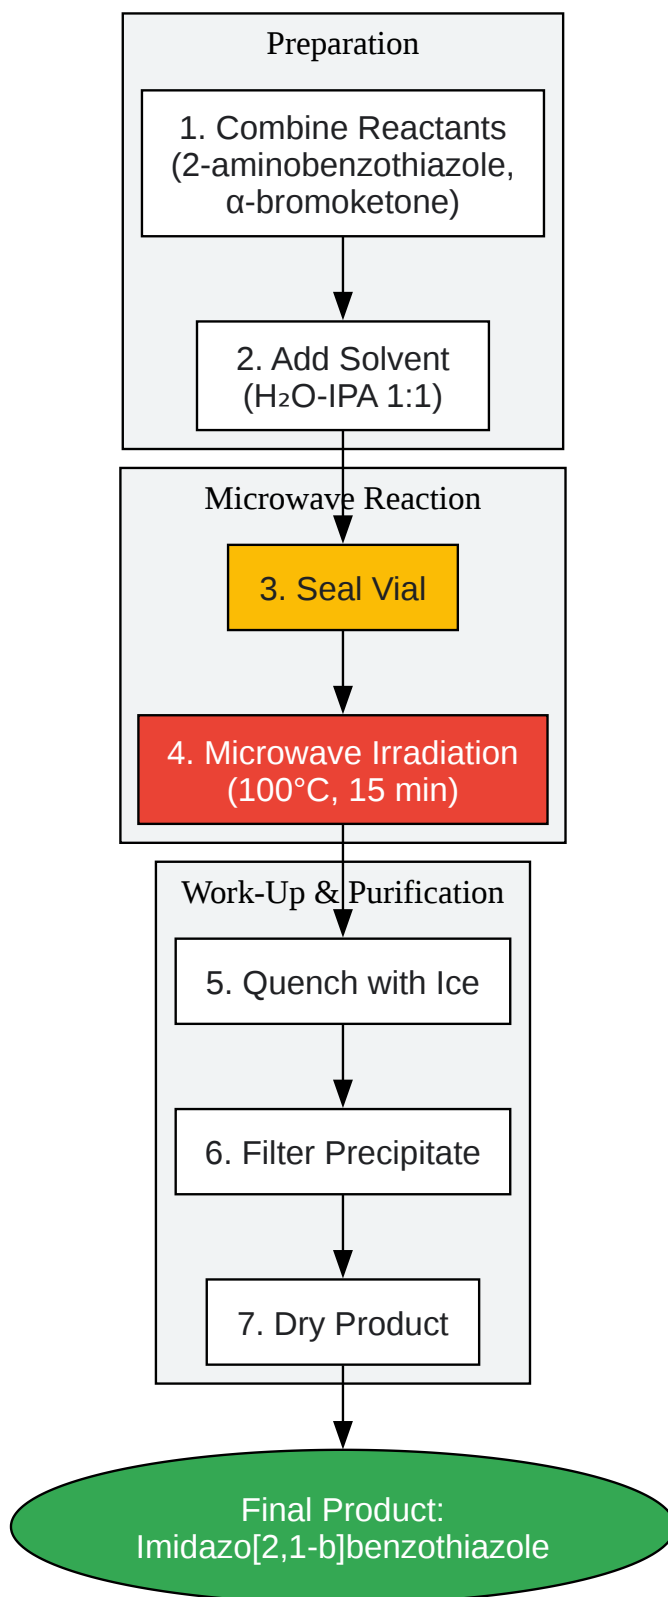 Preparation
1. Combine Reactants
(2-aminobenzothiazole,
α-bromoketone)
2. Add Solvent
(H₂O-IPA 1:1)
Microwave Reaction
3. Seal Vial
4. Microwave Irradiation
(100°C, 15 min)
Work-Up & Purification
5. Quench with Ice
6. Filter Precipitate
7. Dry Product
Final Product:
Imidazo[2,1-b]benzothiazole